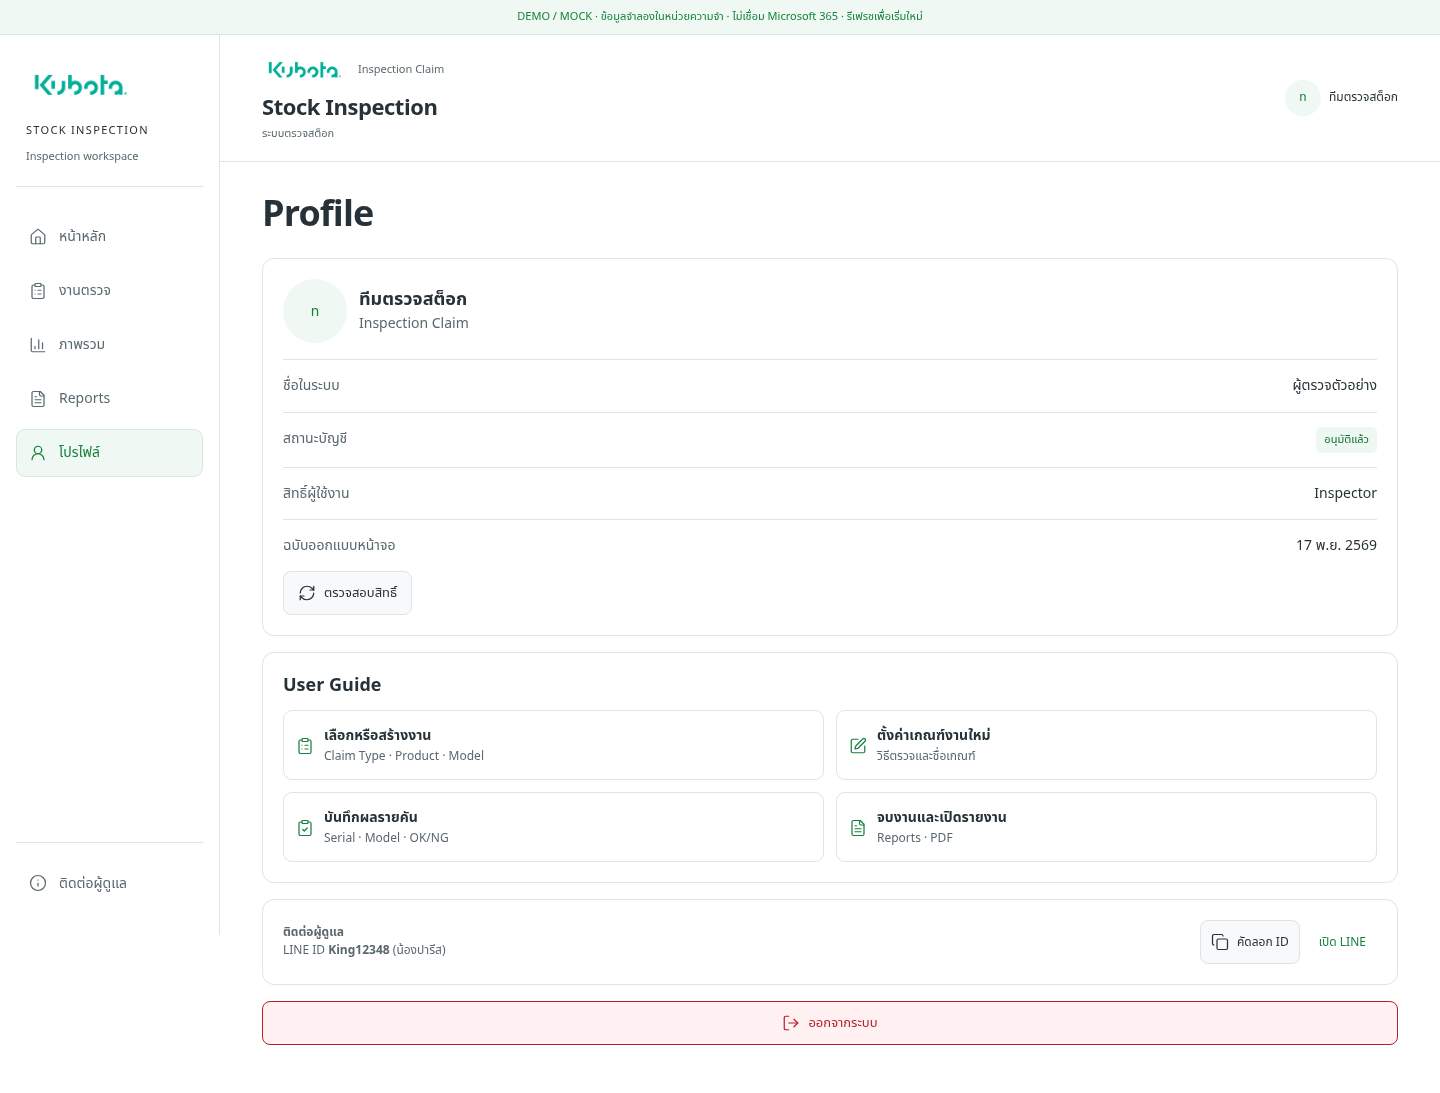 DEMO / MOCK · ข้อมูลจำลองในหน่วยความจำ · ไม่เชื่อม Microsoft 365 · รีเฟรชเพื่อเริ่มใหม่
Kubota
STOCK INSPECTION
Inspection workspace
หน้าหลัก
งานตรวจ
ภาพรวม
Reports
โปรไฟล์
ติดต่อผู้ดูแล
Kubota
Inspection Claim
Stock Inspection
ระบบตรวจสต็อก
ท
ทีมตรวจสต็อก
Profile
ท
ทีมตรวจสต็อก
Inspection Claim
ชื่อในระบบ
ผู้ตรวจตัวอย่าง
สถานะบัญชี
อนุมัติแล้ว
สิทธิ์ผู้ใช้งาน
Inspector
ฉบับออกแบบหน้าจอ
17 พ.ย. 2569
ตรวจสอบสิทธิ์
User Guide
เลือกหรือสร้างงาน
Claim Type · Product · Model
ตั้งค่าเกณฑ์งานใหม่
วิธีตรวจและชื่อเกณฑ์
บันทึกผลรายคัน
Serial · Model · OK/NG
จบงานและเปิดรายงาน
Reports · PDF
ติดต่อผู้ดูแล
LINE ID King12348 (น้องปารีส)
คัดลอก ID
เปิด LINE
ออกจากระบบ